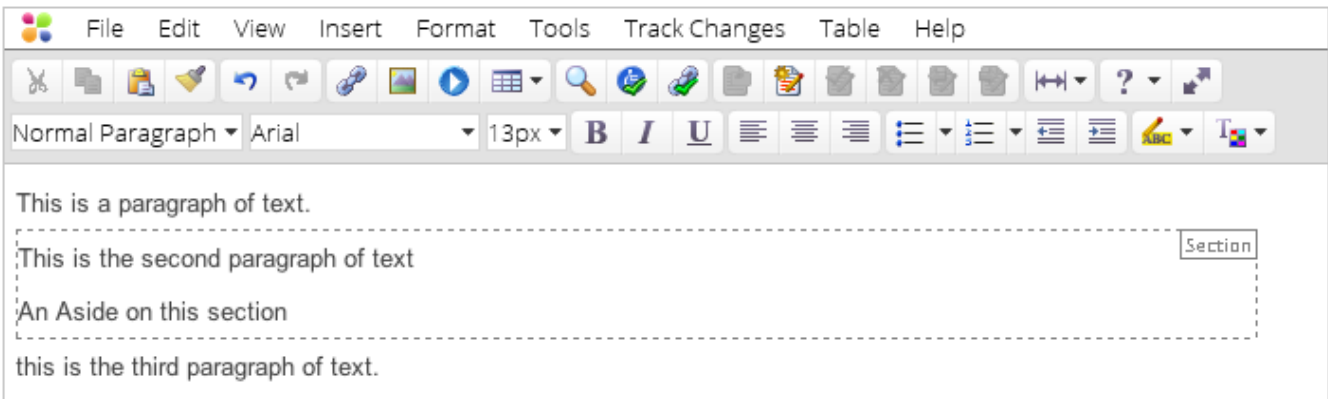 File Edit View Insert Format Tools Track Changes Table Help
?
Normal Paragraph Arial 13px B I U ABC T
This is a paragraph of text.
Section
This is the second paragraph of text
An Aside on this section
this is the third paragraph of text.